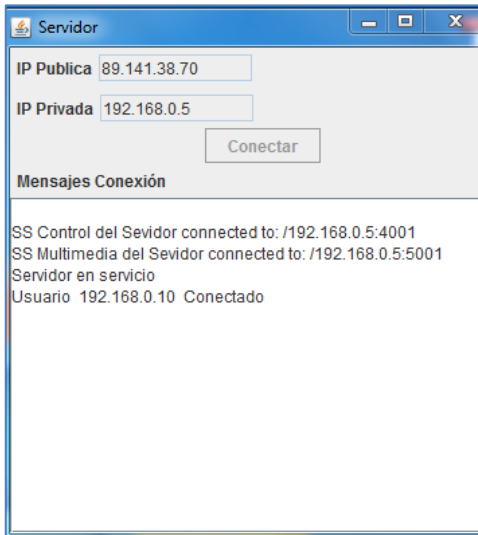 Servidor
IP Publica 89.141.38.70
IP Privada 192.168.0.5
Conectar
Mensajes Conexión
SS Control del Sevidor connected to: /192.168.0.5:4001
SS Multimedia del Sevidor connected to: /192.168.0.5:5001
Servidor en servicio
Usuario 192.168.0.10 Conectado